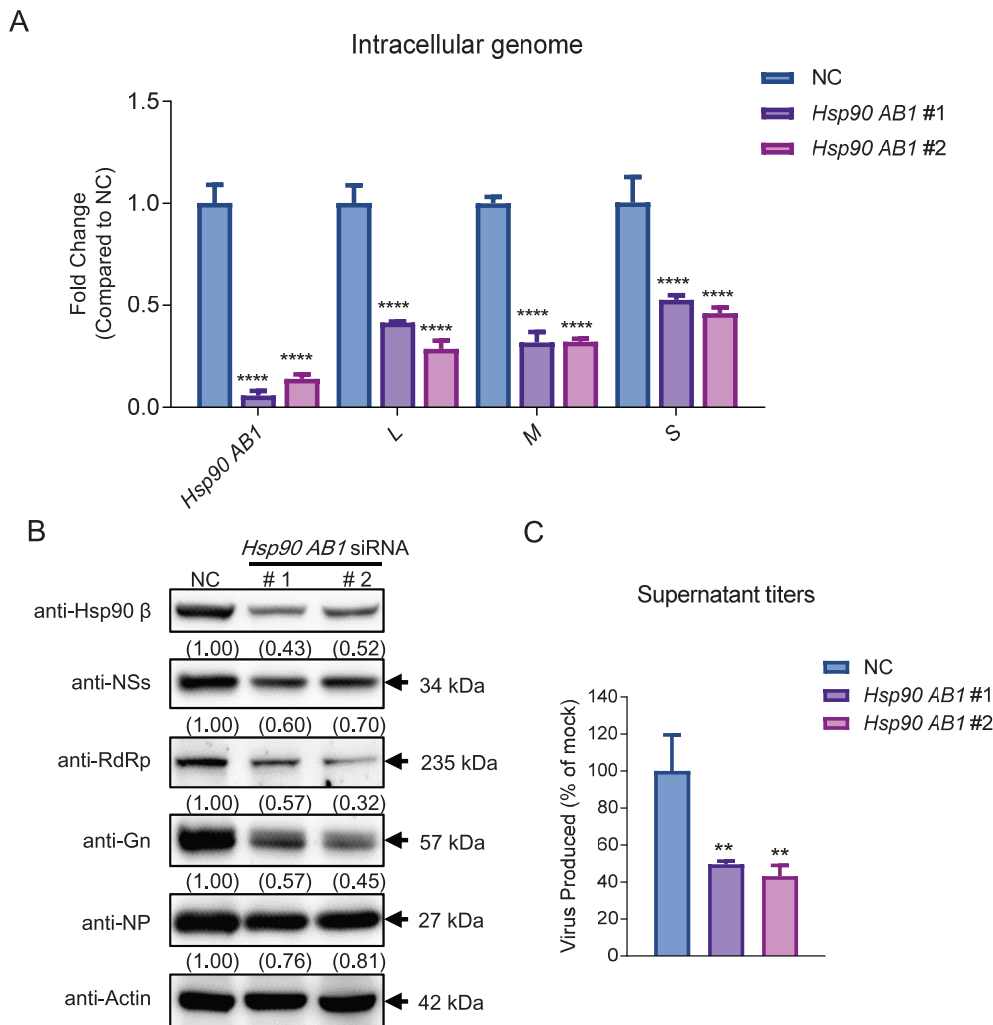 A
Intracellular genome
NC
Hsp90 AB1 #1
Hsp90 AB1 #2
Fold Change
(Compared to NC)
1.5
1.0
0.5
0.0
****
****
****
****
****
****
****
****
Hsp90 AB1
L
M
S
B
Hsp90 AB1 siRNA
NC
# 1
# 2
anti-Hsp90 β
(1.00) (0.43) (0.52)
anti-NSs
34 kDa
(1.00) (0.60) (0.70)
anti-RdRp
235 kDa
(1.00) (0.57) (0.32)
anti-Gn
57 kDa
(1.00) (0.57) (0.45)
anti-NP
27 kDa
(1.00) (0.76) (0.81)
anti-Actin
42 kDa
C
Supernatant titers
NC
Hsp90 AB1 #1
Hsp90 AB1 #2
Virus Produced (% of mock)
140
120
100
80
60
40
20
0
**
**